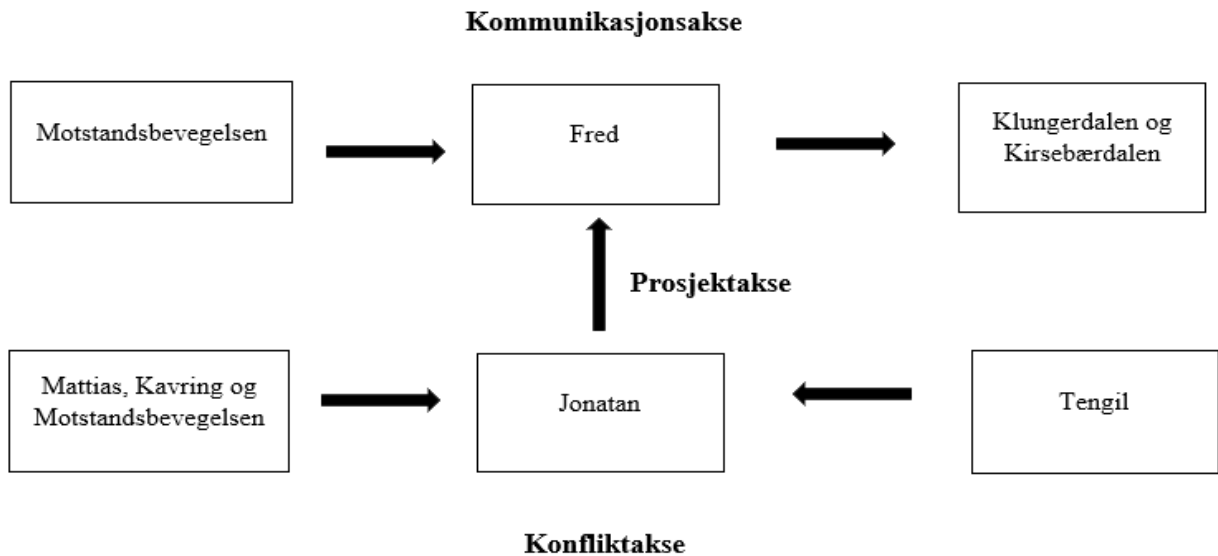 Kommunikasjonsakse
Motstandsbevegelsen
Fred
Klungerdalen og
Kirsebærdalen
Prosjektakse
Mattias, Kavring og
Motstandsbevegelsen
Jonatan
Tengil
Konfliktakse